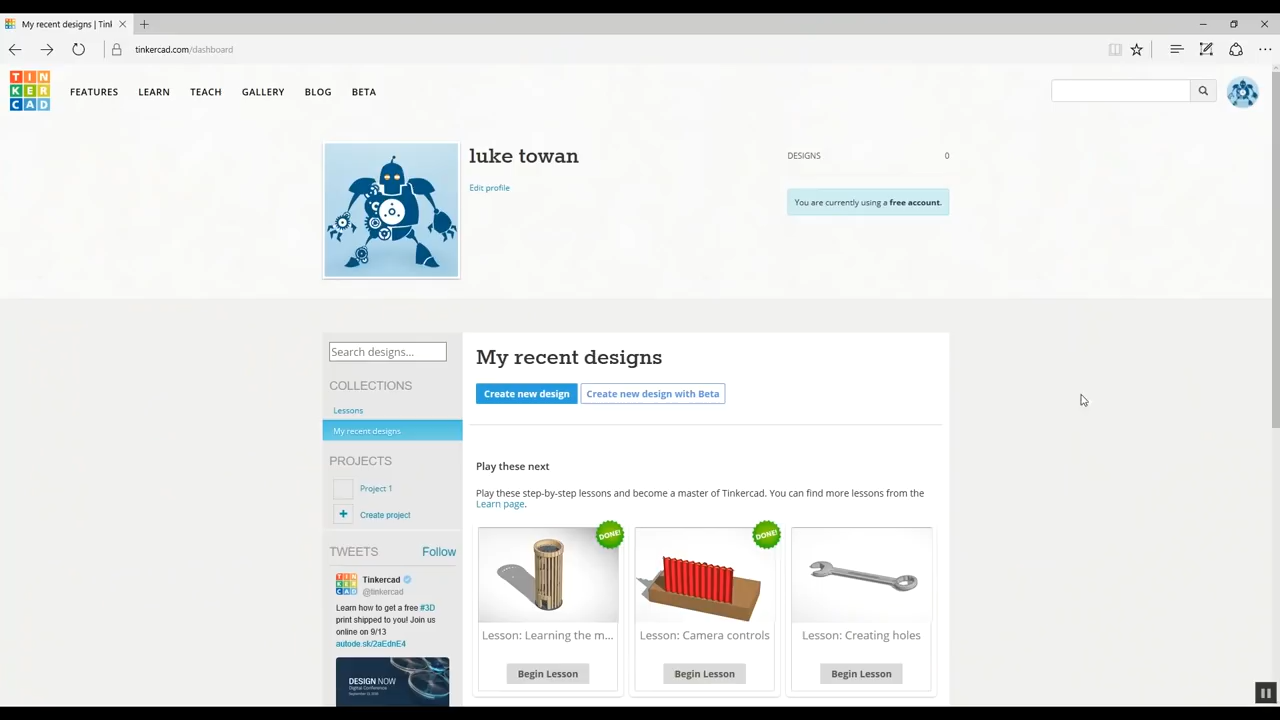 My recent designs | Tinl
tinkercad.com/dashboard
TIN
KER
CAD
FEATURES
LEARN
TEACH
GALLERY
BLOG
BETA
luke towan
Edit profile
DESIGNS
0
You are currently using a free account.
Search designs...
COLLECTIONS
Lessons
My recent designs
PROJECTS
Project 1
Create project
TWEETS
Follow
Tinkercad
@tinkercad
Learn how to get a free #3D
print shipped to you! Join us
online on 9/13
autode.sk/2aEdnE4
DESIGN NOW
Digital Conference
My recent designs
Create new design
Create new design with Beta
Play these next
Play these step-by-step lessons and become a master of Tinkercad. You can find more lessons from the
Learn page.
DONE!
DONE!
Lesson: Learning the m...
Lesson: Camera controls
Lesson: Creating holes
Begin Lesson
Begin Lesson
Begin Lesson